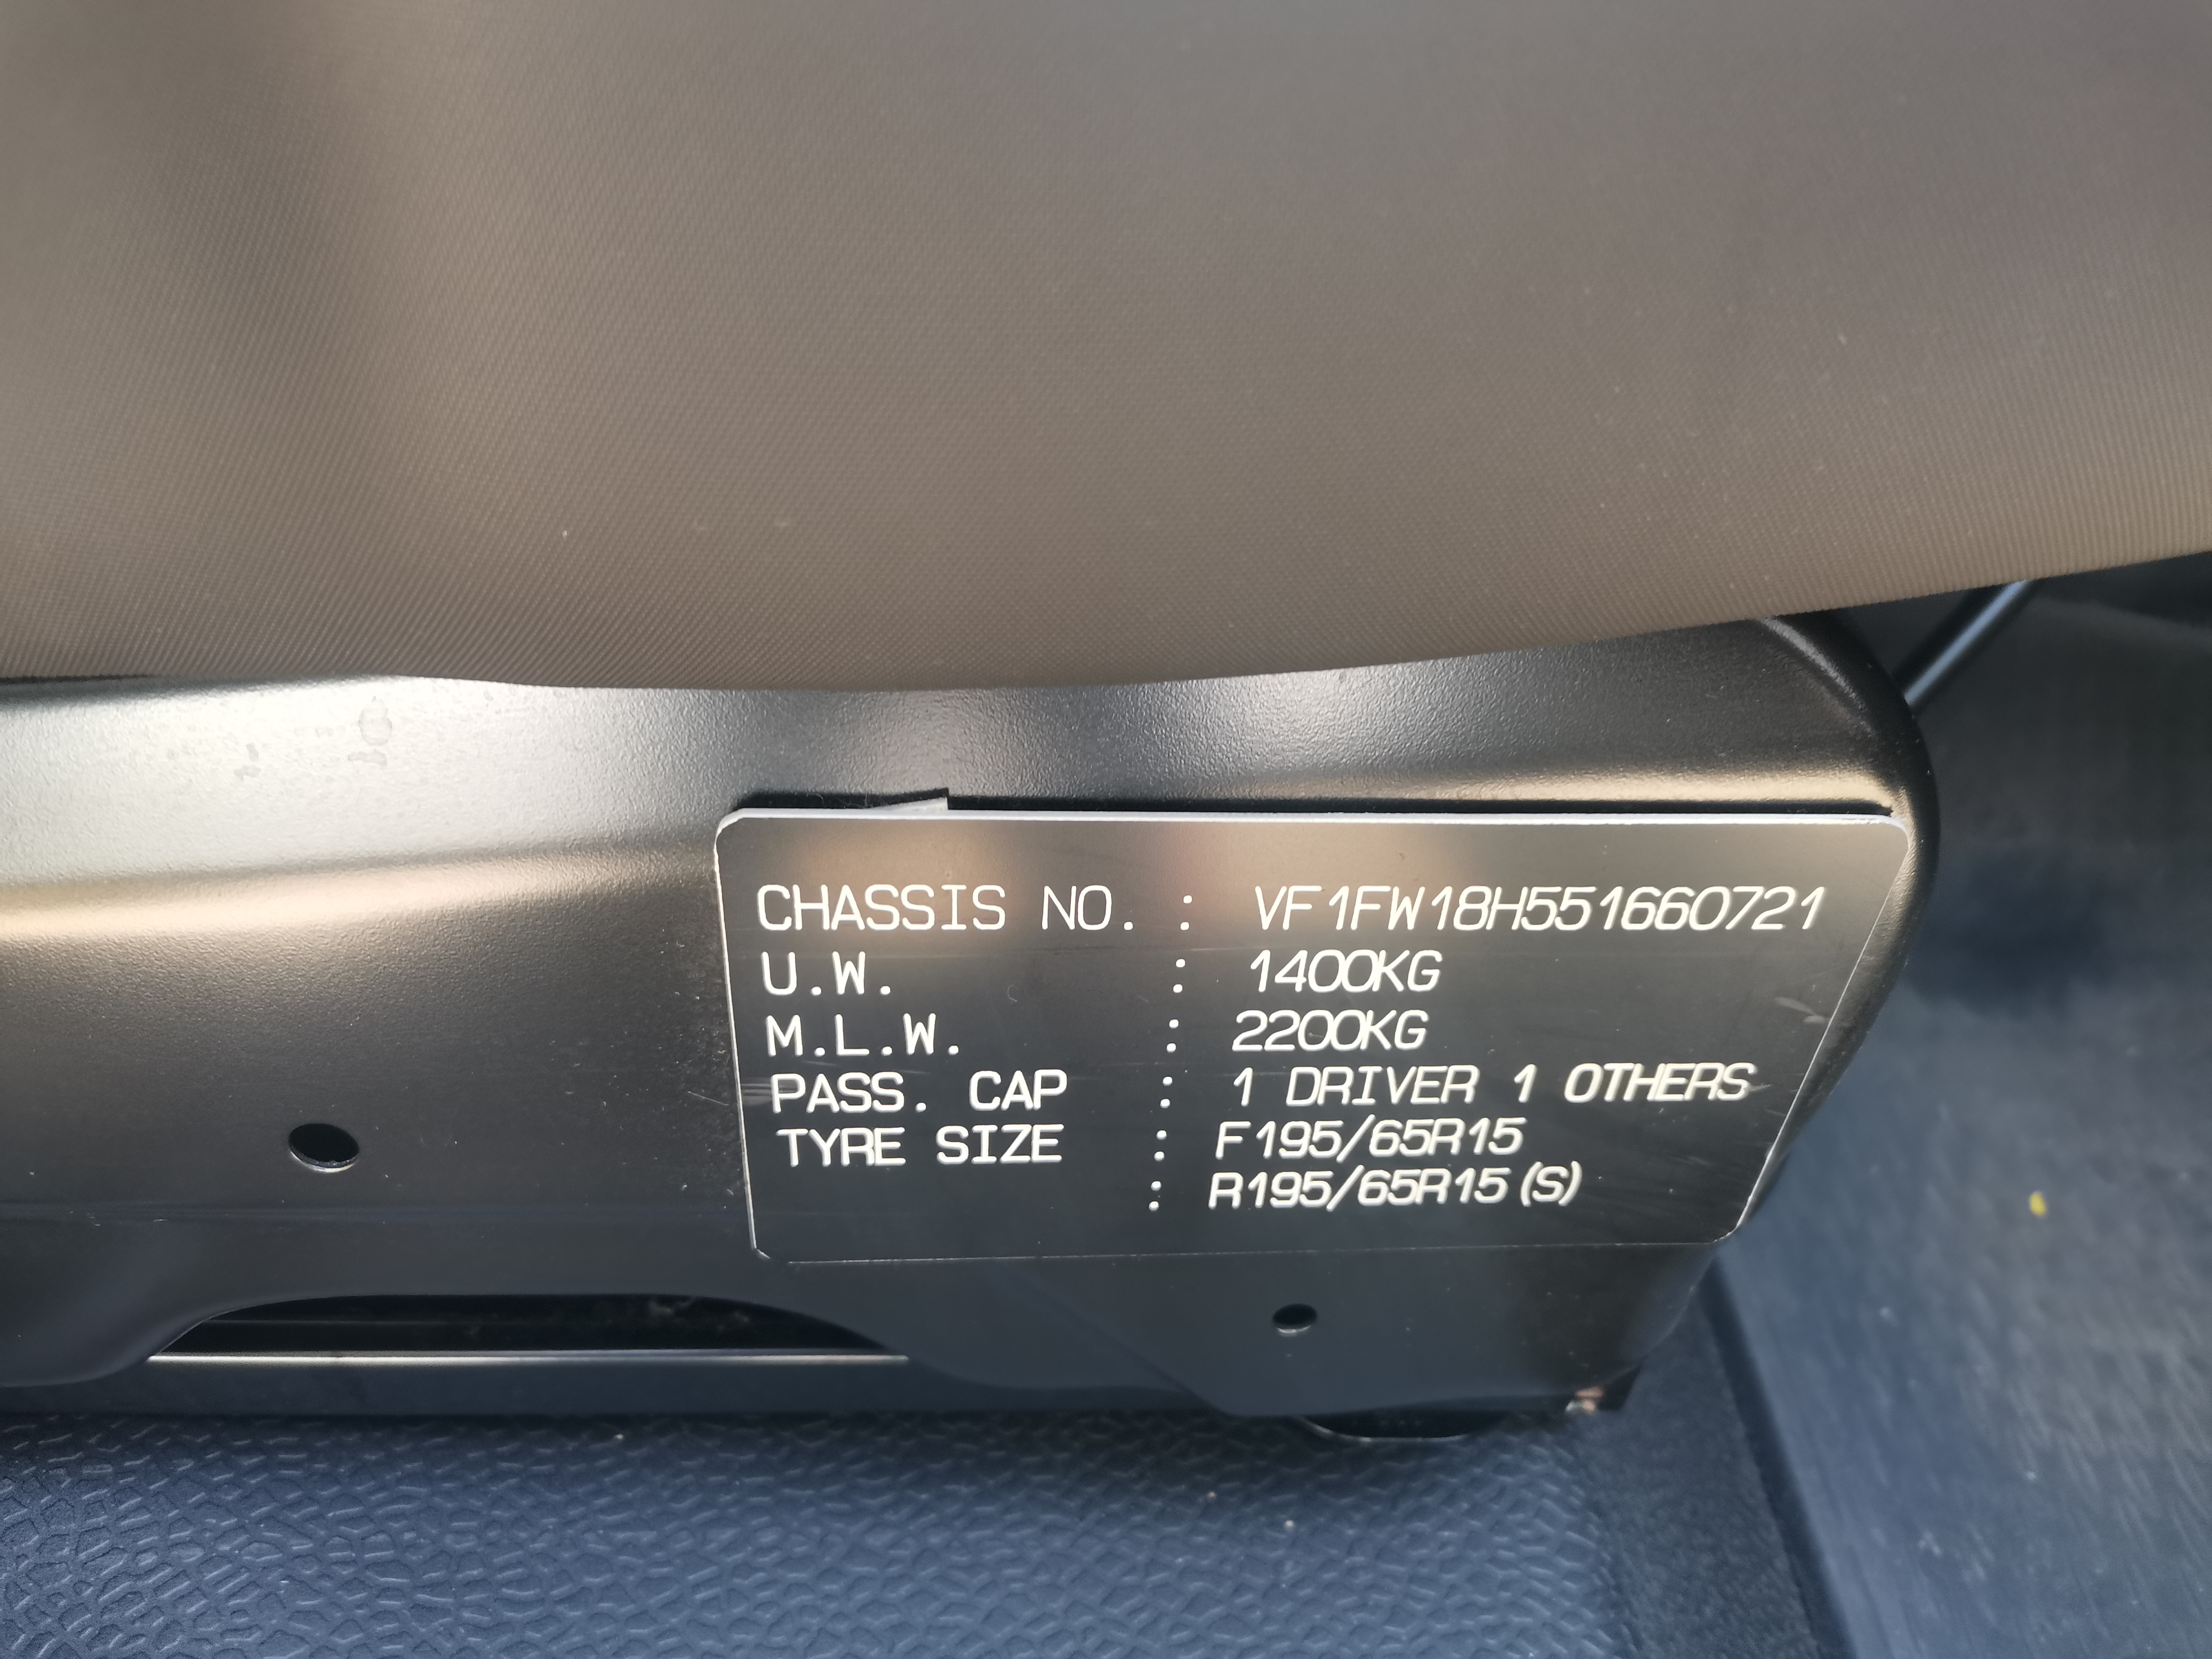 CHASSIS NO. : VF1FW18H551660721
U.W. : 1400KG
M.L.W. : 2200KG
PASS. CAP : 1 DRIVER 1 OTHERS
TYRE SIZE : F195/65R15
: R195/65R15 (S)